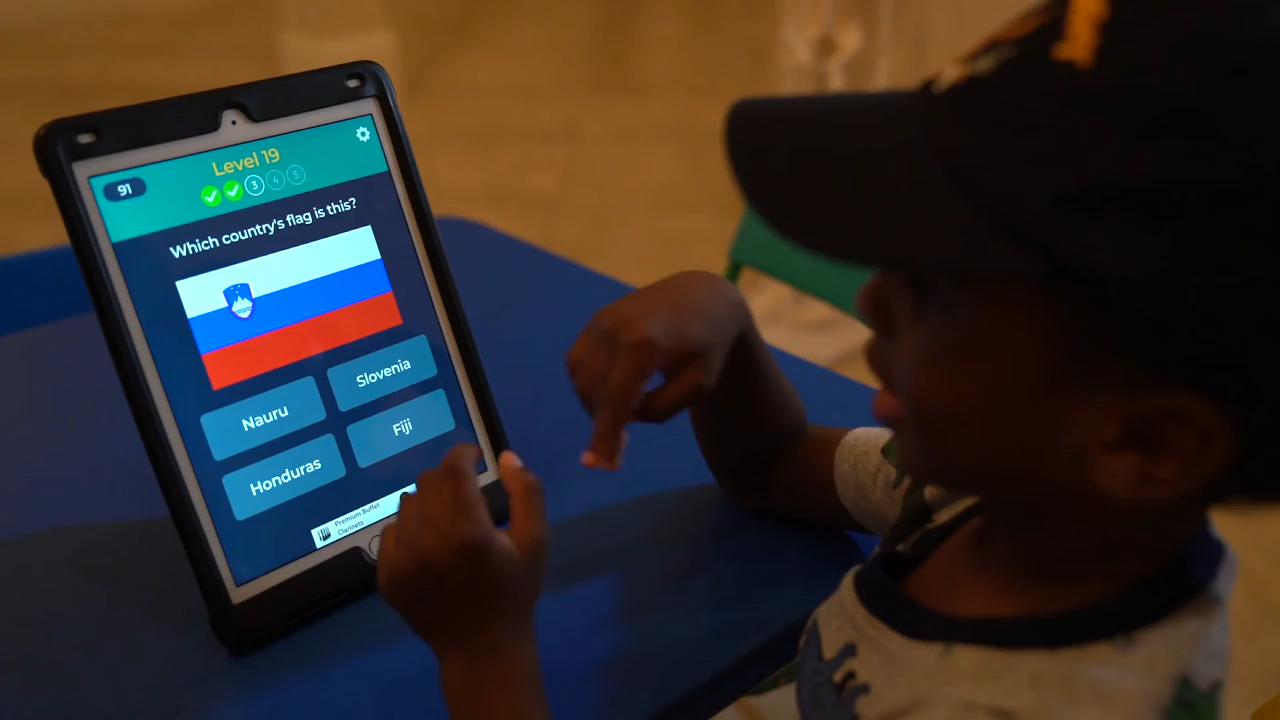 Level 19
91
3 4 5
Which country's flag is this?
Nauru
Slovenia
Honduras
Fiji
Premium Buffet
Clarinets